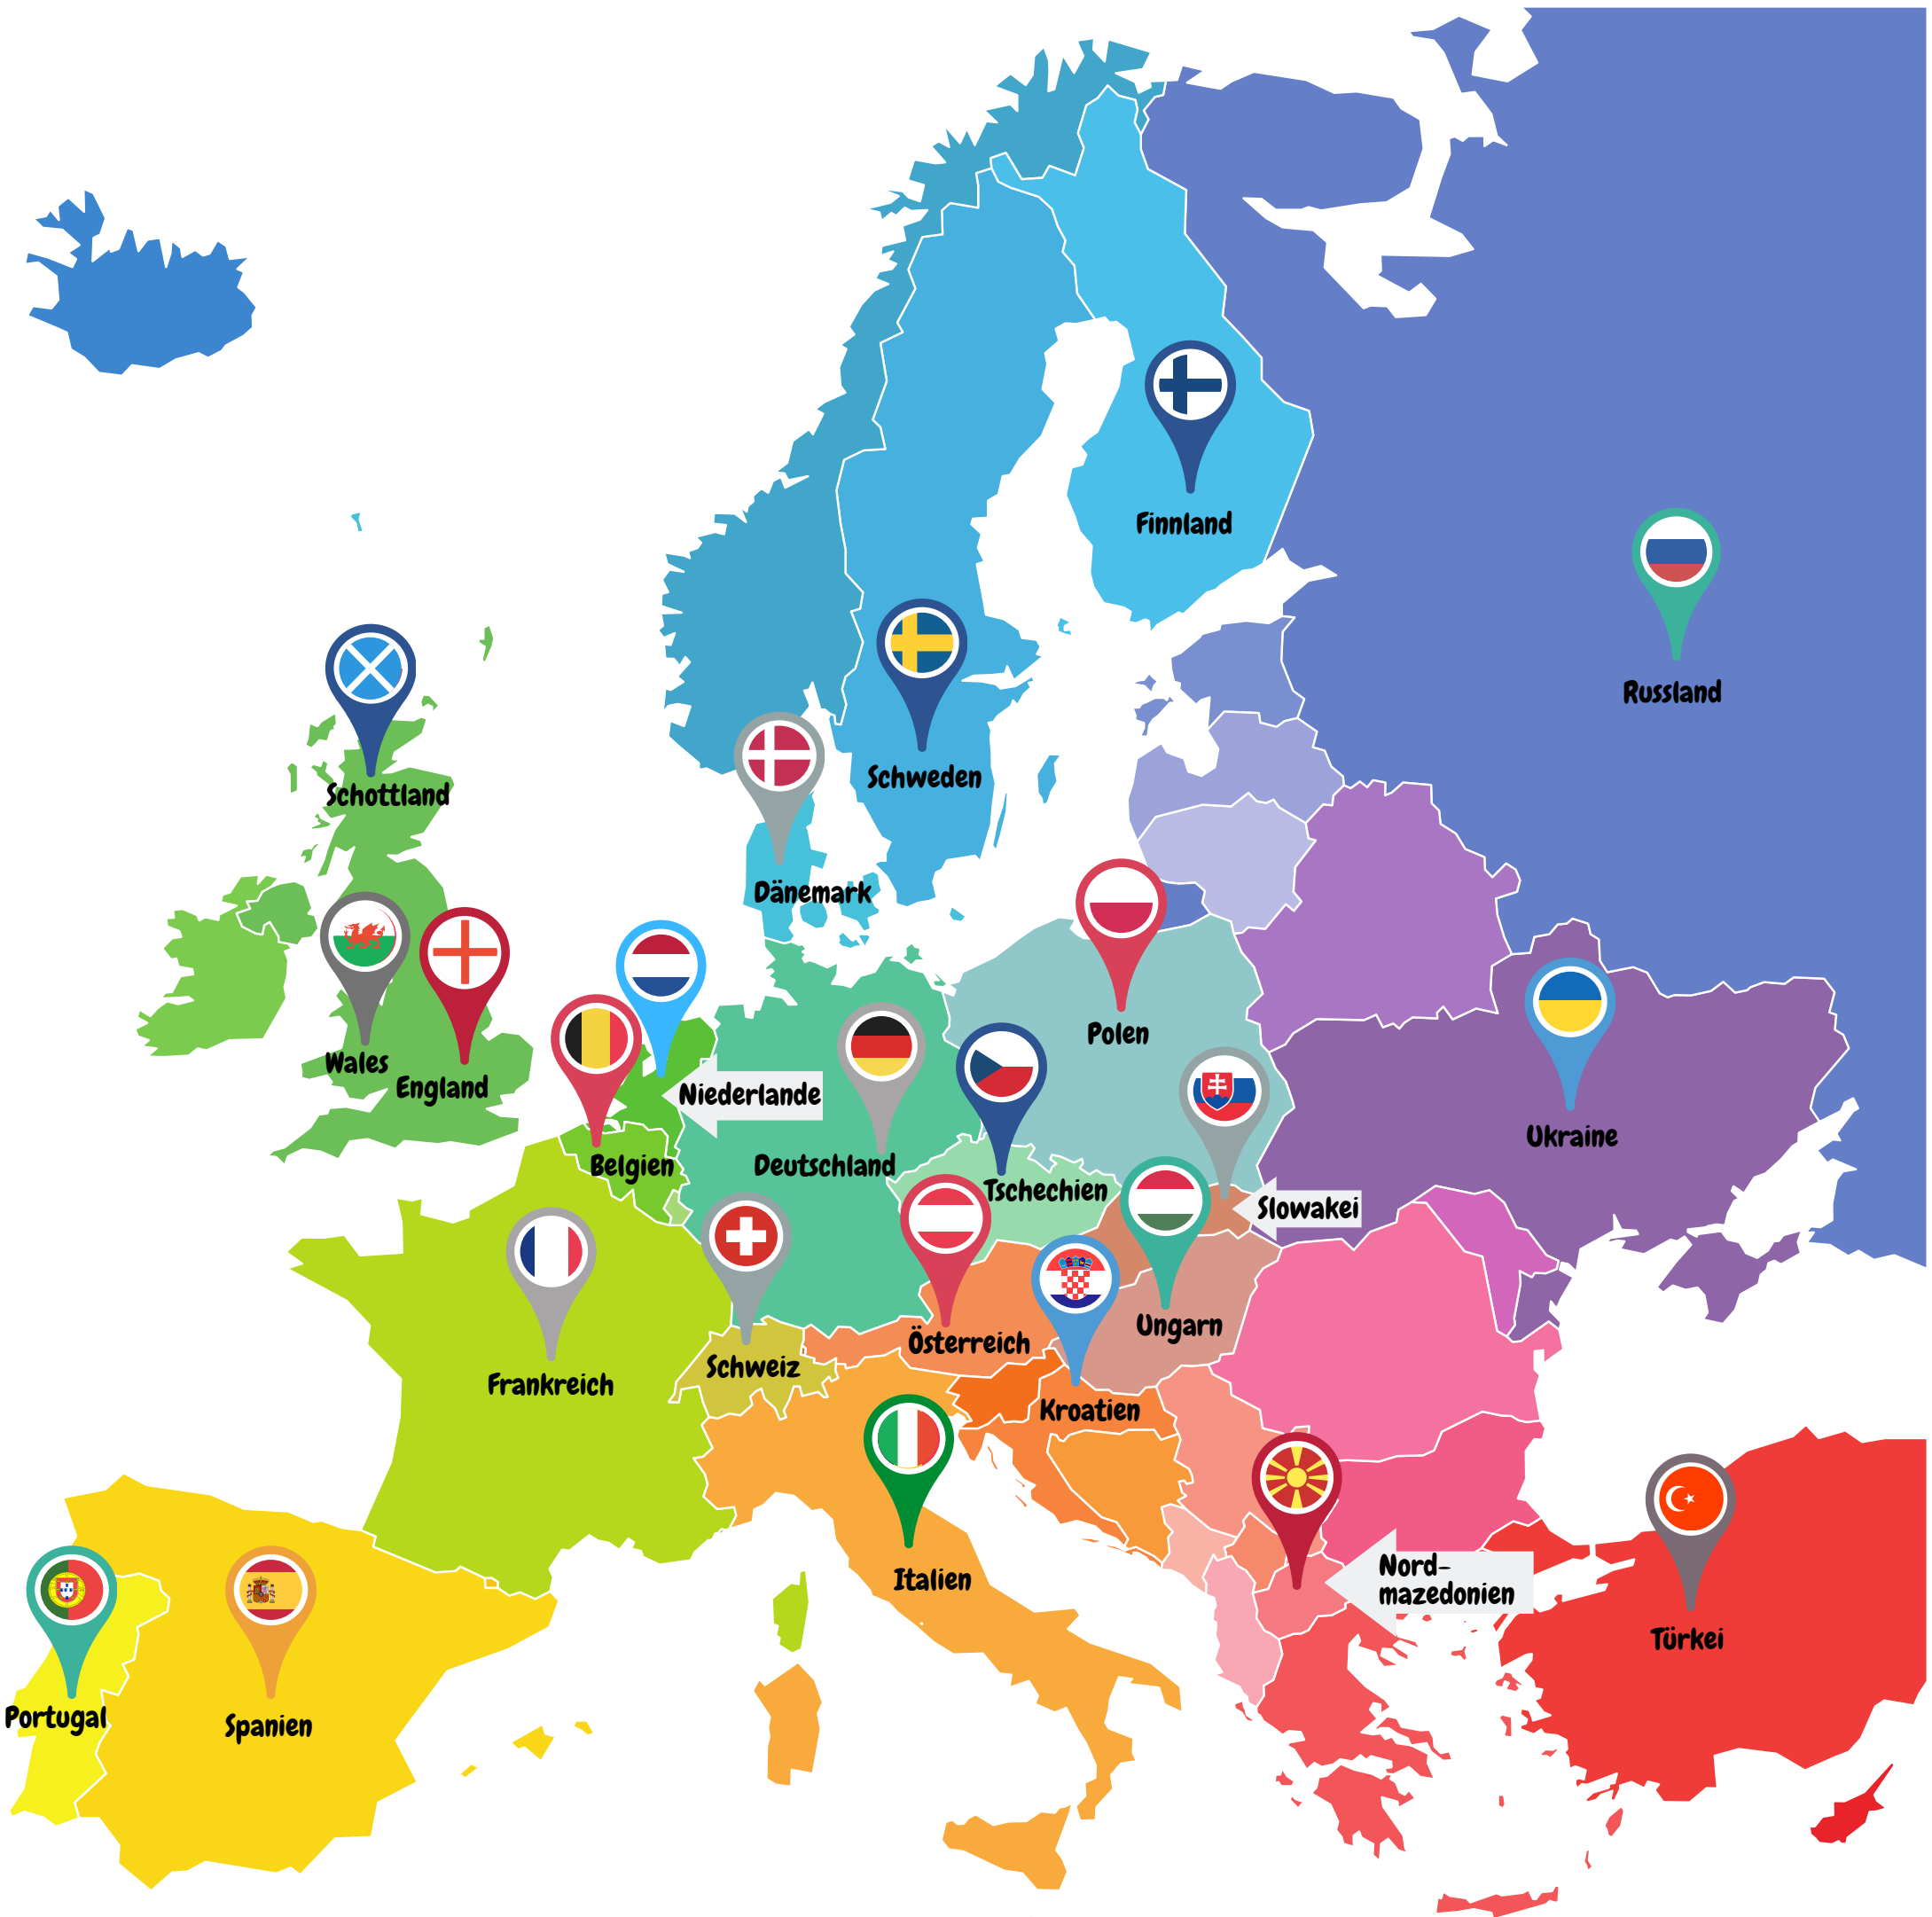 Finnland
Russland
Schottland
Schweden
Dänemark
Polen
Wales
England
Niederlande
Ukraine
Belgien
Deutschland
Tschechien
Slowakei
Österreich
Ungarn
Schweiz
Frankreich
Kroatien
Italien
Nord-
mazedonien
Türkei
Portugal
Spanien